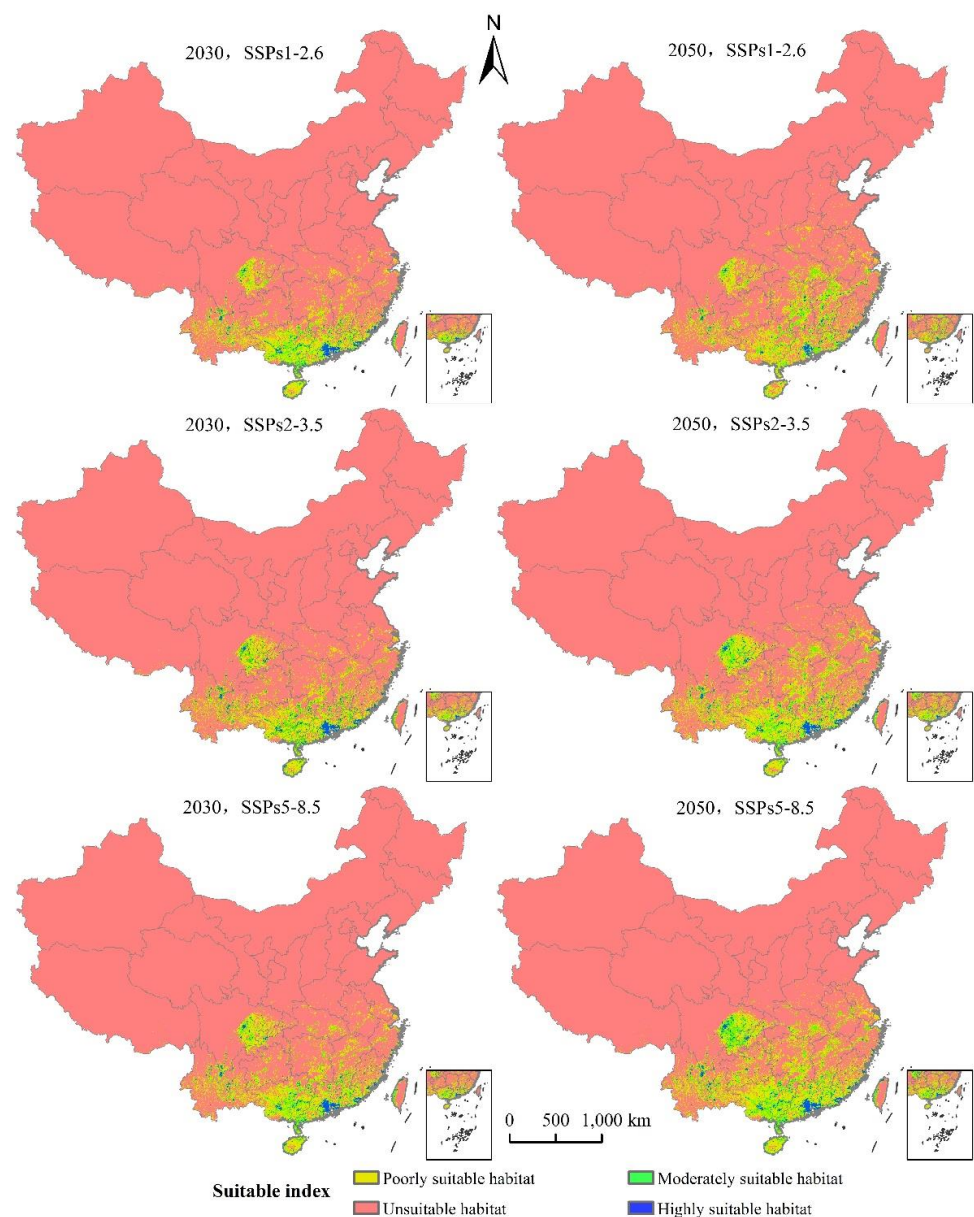 N
2030，SSPs1-2.6
2050，SSPs1-2.6
2030，SSPs2-3.5
2050，SSPs2-3.5
2030，SSPs5-8.5
2050，SSPs5-8.5
0 500 1,000 km
Suitable index
Poorly suitable habitat
Moderately suitable habitat
Unsuitable habitat
Highly suitable habitat